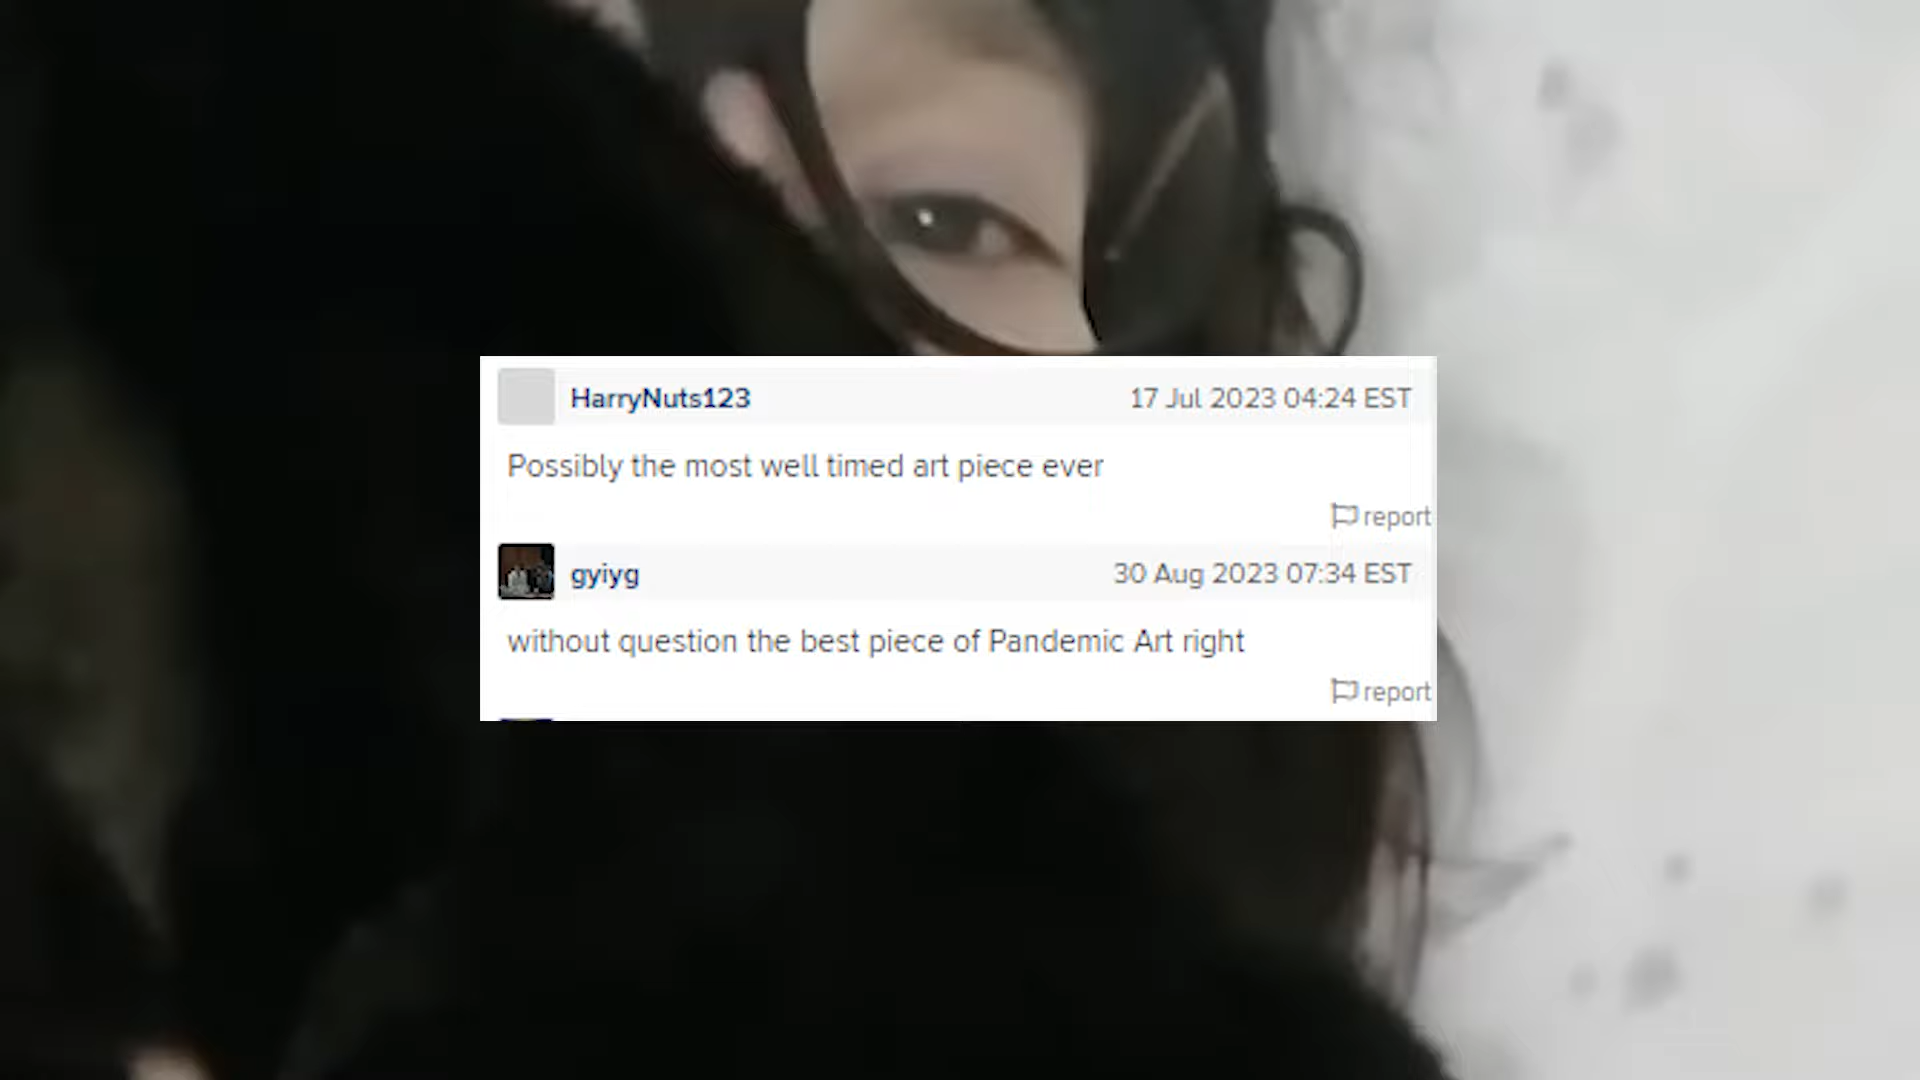 HarryNuts123 17 Jul 2023 04:24 EST
Possibly the most well timed art piece ever
report
gyiyg 30 Aug 2023 07:34 EST
without question the best piece of Pandemic Art right
report